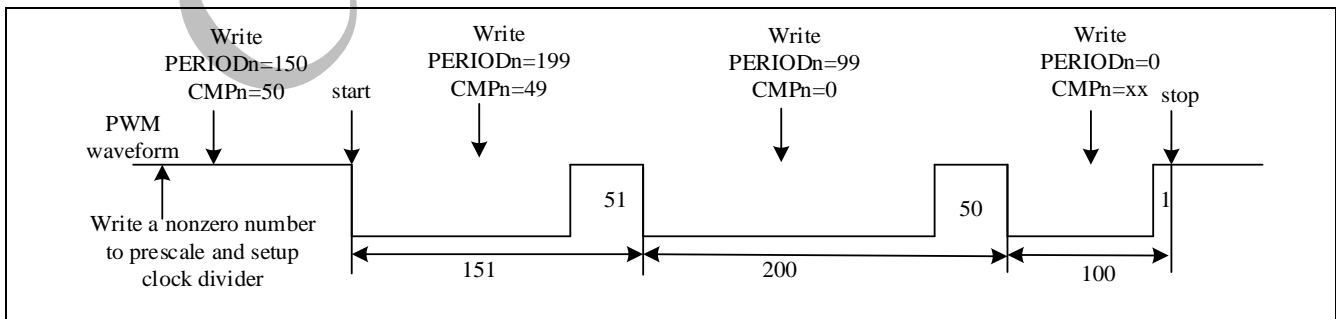 Write
PERIODn=150
CMPn=50
start
Write
PERIODn=199
CMPn=49
Write
PERIODn=99
CMPn=0
Write
PERIODn=0
CMPn=xx
stop
PWM
waveform
51
50
1
Write a nonzero number
to prescale and setup
clock divider
151
200
100